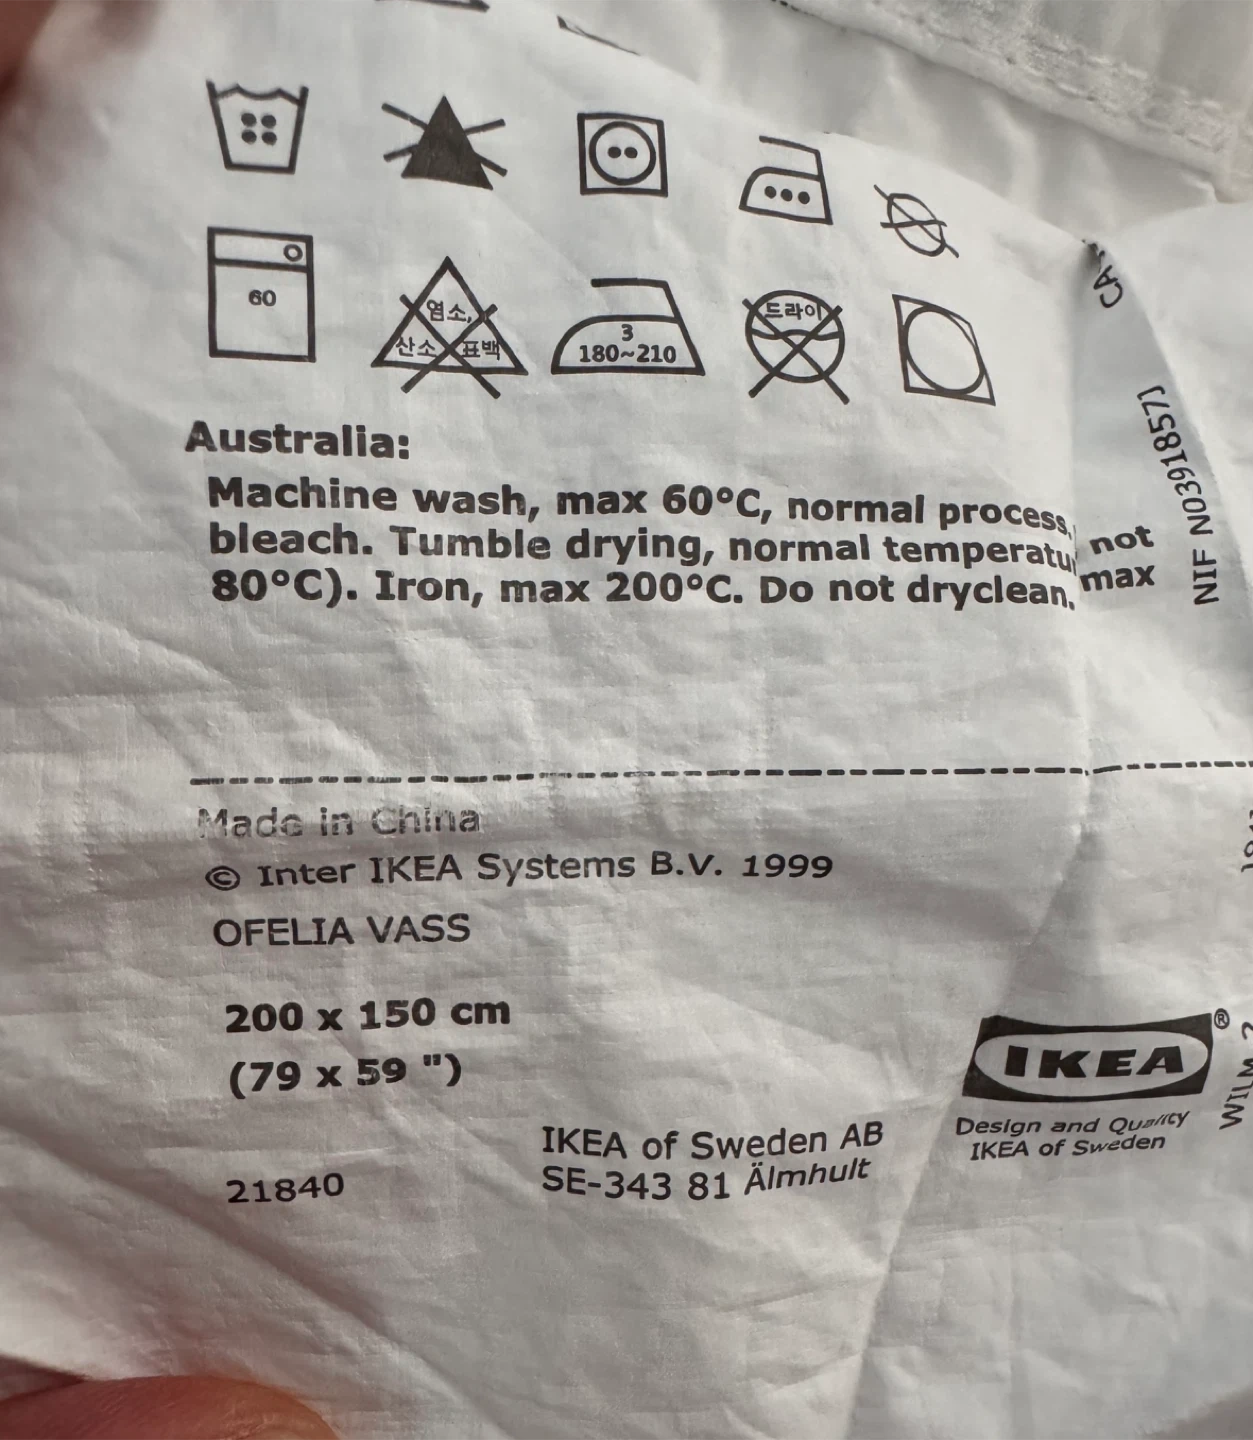 60
염소,
산소 표백
3
180~210
드라이
Australia:
Machine wash, max 60°C, normal process, not
bleach. Tumble drying, normal temperatu max
80°C). Iron, max 200°C. Do not dryclean.
CA
NIF N0391857J
Made in China
© Inter IKEA Systems B.V. 1999
OFELIA VASS
200 x 150 cm
(79 x 59 ")
21840
IKEA of Sweden AB
SE-343 81 Älmhult
IKEA®
Design and Quality
IKEA of Sweden
WILM